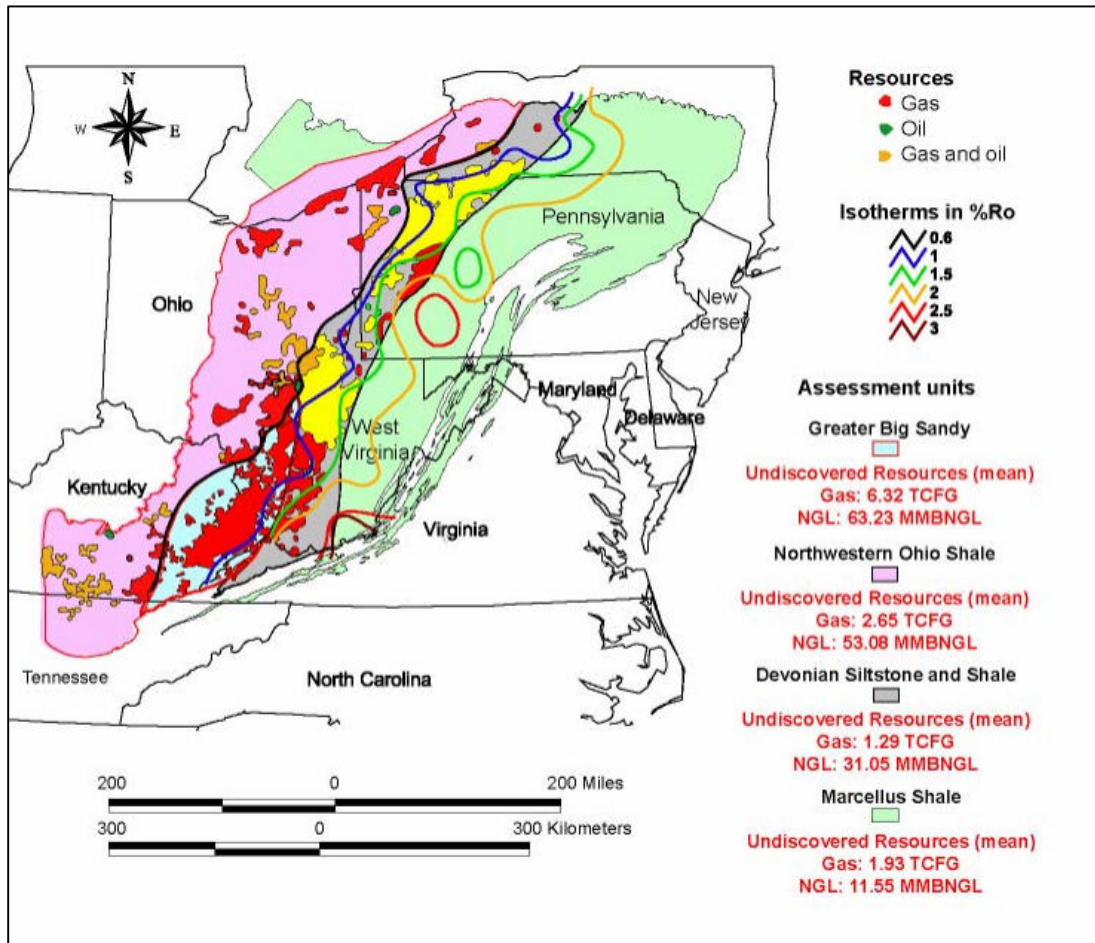 N
W E
S
Resources
Gas
Oil
Gas and oil
Isotherms in %Ro
0.6
1
1.5
2
2.5
3
Pennsylvania
Ohio
New
Jersey
Maryland
Delaware
West
Virginia
Kentucky
Virginia
Tennessee
North Carolina
Assessment units
Greater Big Sandy
Undiscovered Resources (mean)
Gas: 6.32 TCFG
NGL: 63.23 MMBNGL
Northwestern Ohio Shale
Undiscovered Resources (mean)
Gas: 2.65 TCFG
NGL: 53.08 MMBNGL
Devonian Siltstone and Shale
Undiscovered Resources (mean)
Gas: 1.29 TCFG
NGL: 31.05 MMBNGL
Marcellus Shale
Undiscovered Resources (mean)
Gas: 1.93 TCFG
NGL: 11.55 MMBNGL
200 0 200 Miles
300 0 300 Kilometers